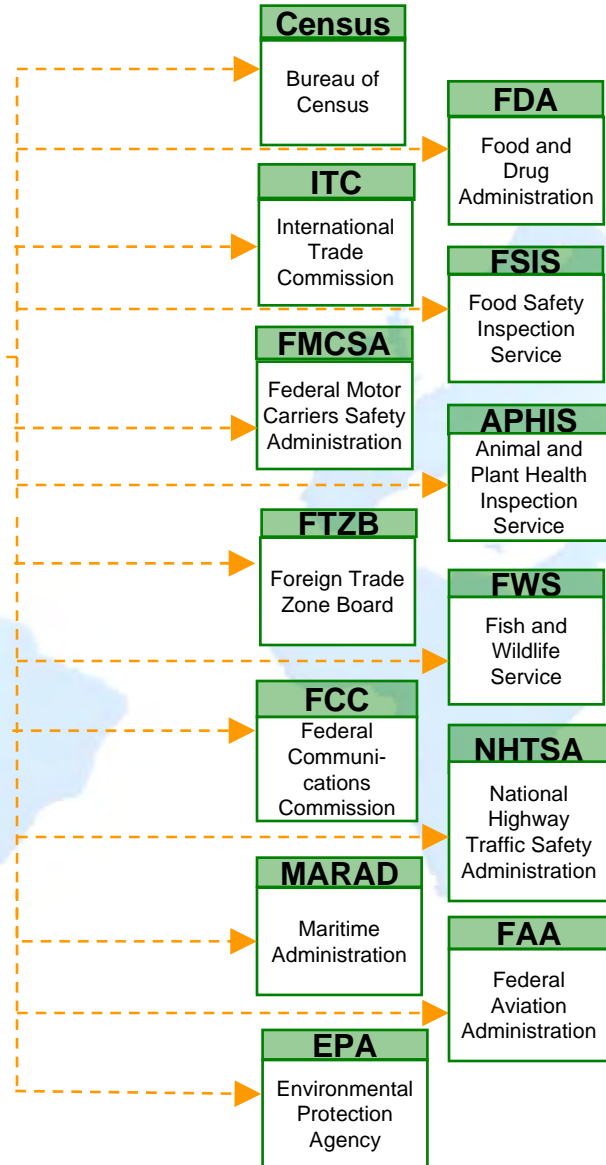 Census
Bureau of
Census
FDA
Food and
Drug
Administration
ITC
International
Trade
Commission
FSIS
Food Safety
Inspection
Service
FMCSA
Federal Motor
Carriers Safety
Administration
APHIS
Animal and
Plant Health
Inspection
Service
FTZB
Foreign Trade
Zone Board
FWS
Fish and
Wildlife
Service
FCC
Federal
Communi-
cations
Commission
NHTSA
National
Highway
Traffic Safety
Administration
MARAD
Maritime
Administration
FAA
Federal
Aviation
Administration
EPA
Environmental
Protection
Agency